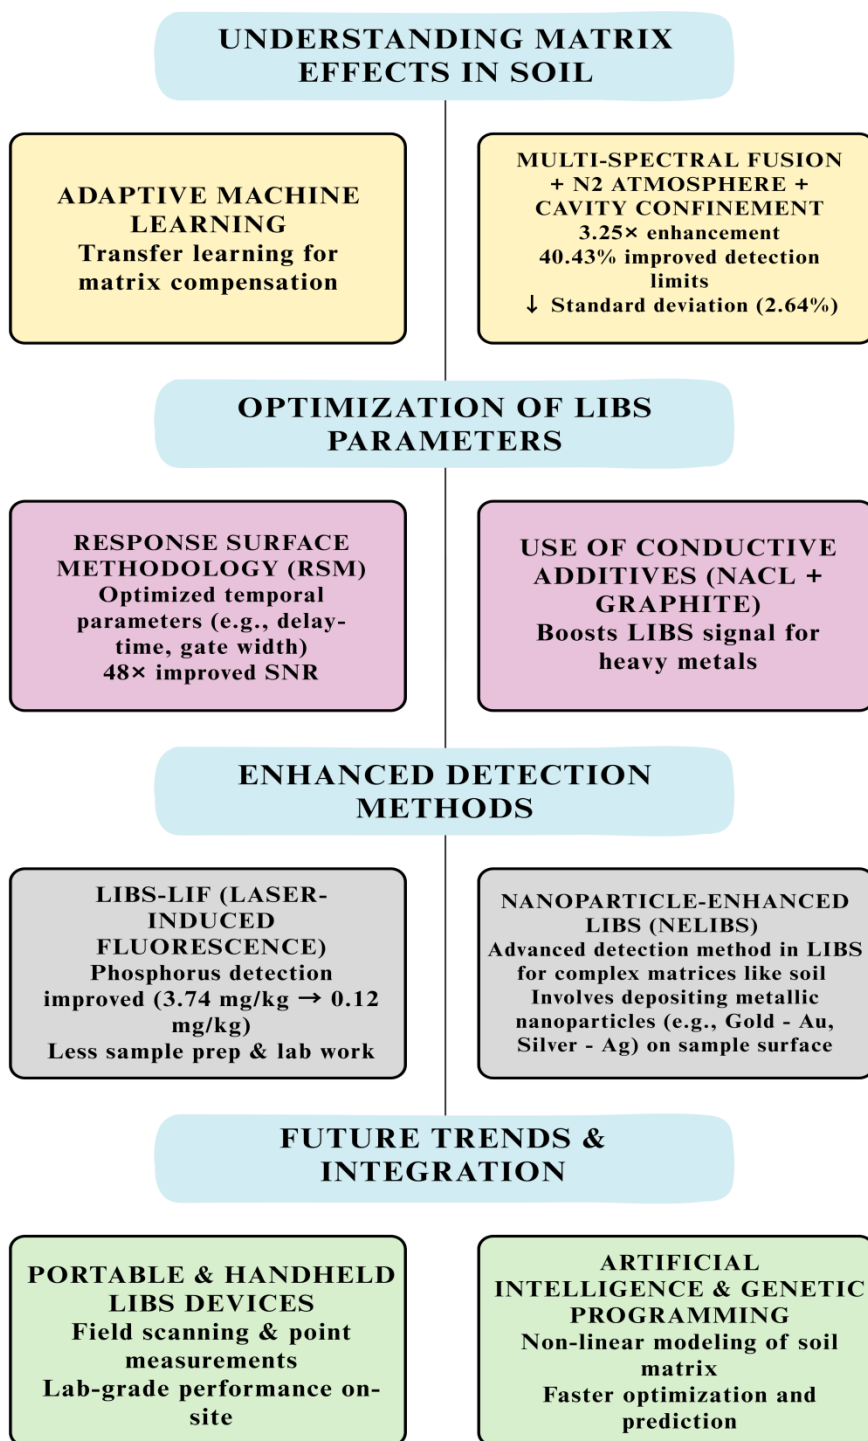 UNDERSTANDING MATRIX
EFFECTS IN SOIL
ADAPTIVE MACHINE
LEARNING
Transfer learning for
matrix compensation
MULTI-SPECTRAL FUSION
+ N2 ATMOSPHERE +
CAVITY CONFINEMENT
3.25× enhancement
40.43% improved detection
limits
↓ Standard deviation (2.64%)
OPTIMIZATION OF LIBS
PARAMETERS
RESPONSE SURFACE
METHODOLOGY (RSM)
Optimized temporal
parameters (e.g., delay-
time, gate width)
48× improved SNR
USE OF CONDUCTIVE
ADDITIVES (NACL +
GRAPHITE)
Boosts LIBS signal for
heavy metals
ENHANCED DETECTION
METHODS
LIBS-LIF (LASER-
INDUCED
FLUORESCENCE)
Phosphorus detection
improved (3.74 mg/kg → 0.12
mg/kg)
Less sample prep & lab work
NANOPARTICLE-ENHANCED
LIBS (NELIBS)
Advanced detection method in LIBS
for complex matrices like soil
Involves depositing metallic
nanoparticles (e.g., Gold - Au,
Silver - Ag) on sample surface
FUTURE TRENDS &
INTEGRATION
PORTABLE & HANDHELD
LIBS DEVICES
Field scanning & point
measurements
Lab-grade performance on-
site
ARTIFICIAL
INTELLIGENCE & GENETIC
PROGRAMMING
Non-linear modeling of soil
matrix
Faster optimization and
prediction